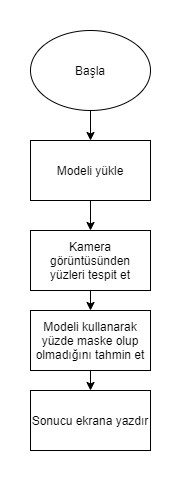 Başla
Modeli yükle
Kamera
görüntüsünden
yüzleri tespit et
Modeli kullanarak
yüzde maske olup
olmadığını tahmin et
Sonucu ekrana yazdır